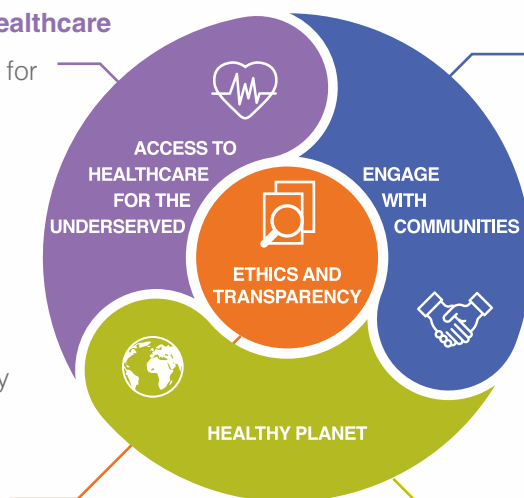 ealthcare
for
ACCESS TO
HEALTHCARE
FOR THE
UNDERSERVED
ENGAGE
WITH
COMMUNITIES
ETHICS AND
TRANSPARENCY
y
HEALTHY PLANET